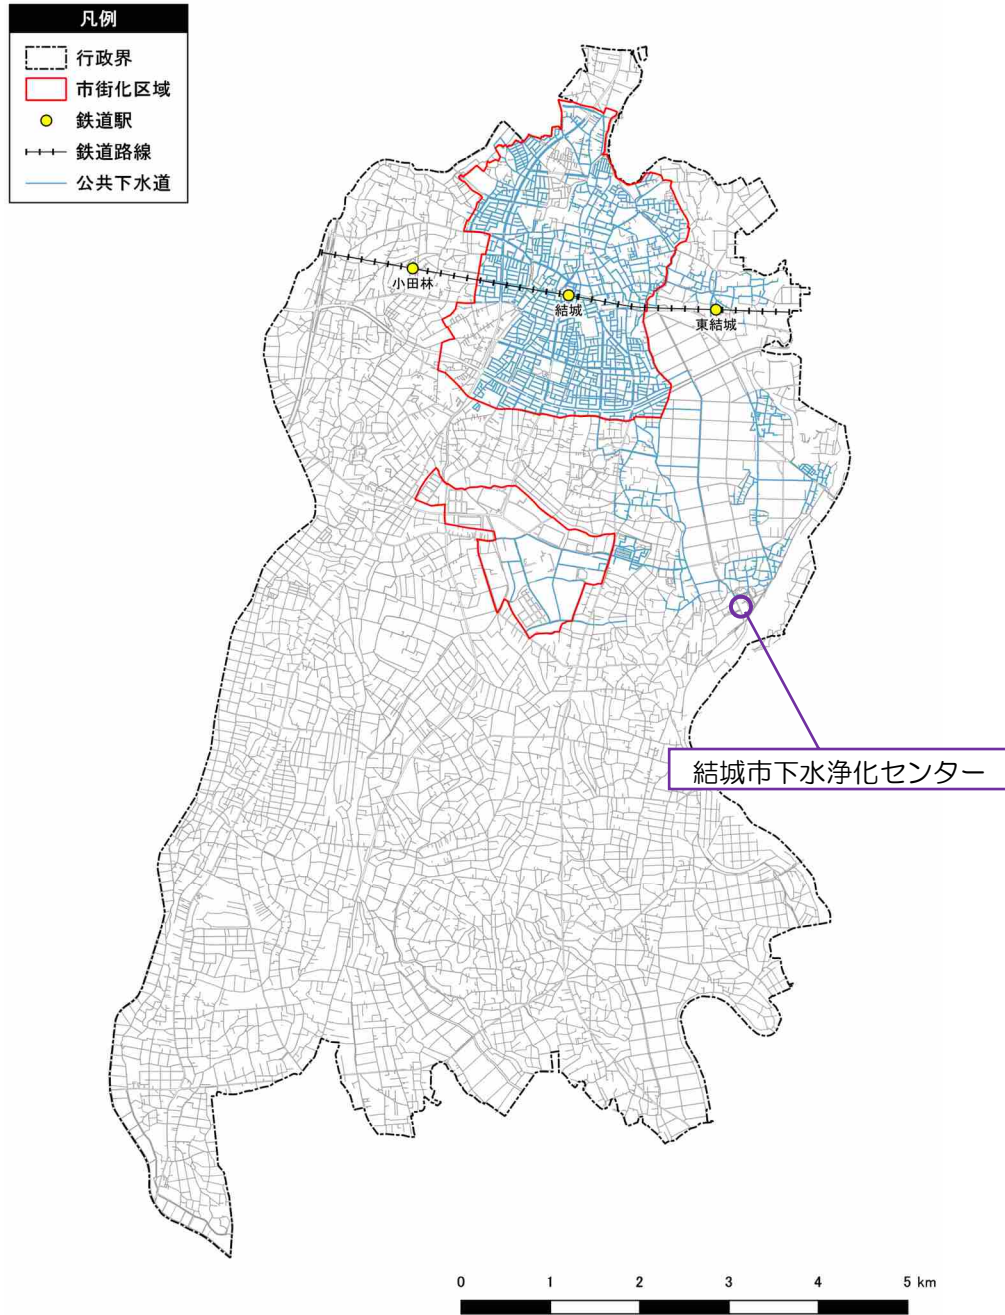 凡例
行政界
市街化区域
鉄道駅
鉄道路線
公共下水道
小田林
結城
東結城
結城市下水浄化センター
0 1 2 3 4 5 km